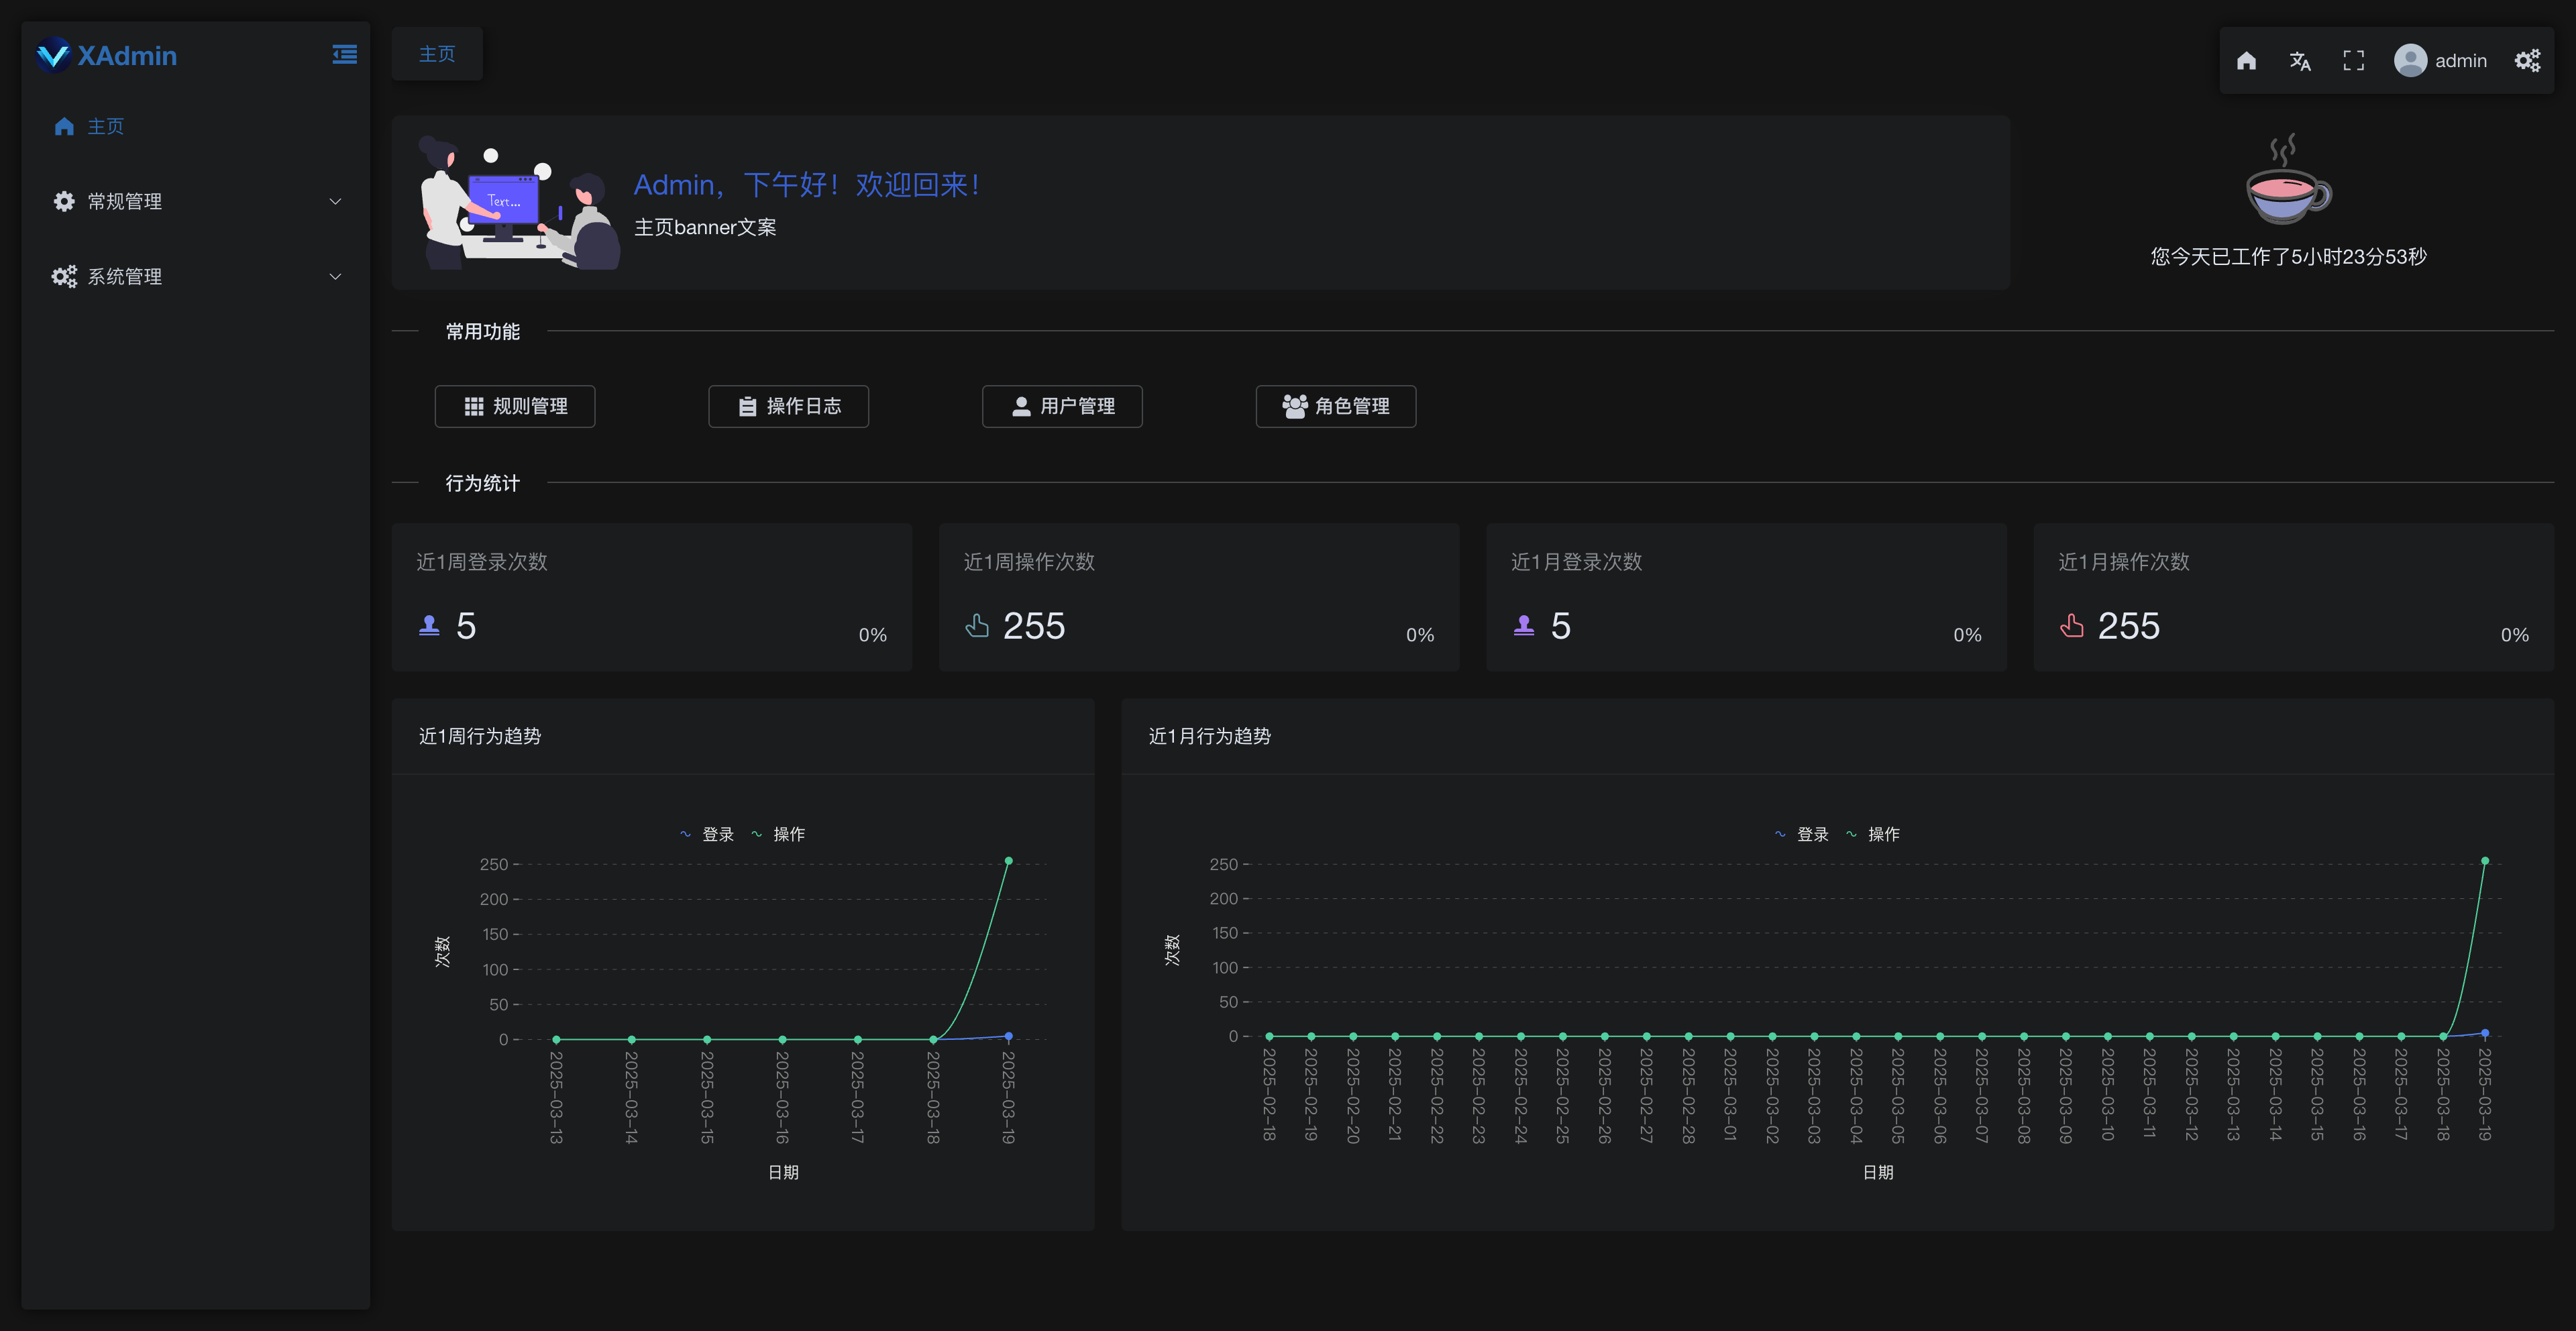 XAdmin
主页
常规管理
系统管理
主页
admin
Text...
Admin，下午好！欢迎回来！
主页banner文案
您今天已工作了5小时23分53秒
常用功能
规则管理
操作日志
用户管理
角色管理
行为统计
近1周登录次数
5
0%
近1周操作次数
255
0%
近1月登录次数
5
0%
近1月操作次数
255
0%
近1周行为趋势
登录 操作
次数
250
200
150
100
50
0
2025-03-13
2025-03-14
2025-03-15
2025-03-16
2025-03-17
2025-03-18
2025-03-19
日期
近1月行为趋势
登录 操作
次数
250
200
150
100
50
0
2025-02-18
2025-02-19
2025-02-20
2025-02-21
2025-02-22
2025-02-23
2025-02-24
2025-02-25
2025-02-26
2025-02-27
2025-02-28
2025-03-01
2025-03-02
2025-03-03
2025-03-04
2025-03-05
2025-03-06
2025-03-07
2025-03-08
2025-03-09
2025-03-10
2025-03-11
2025-03-12
2025-03-13
2025-03-14
2025-03-15
2025-03-16
2025-03-17
2025-03-18
2025-03-19
日期